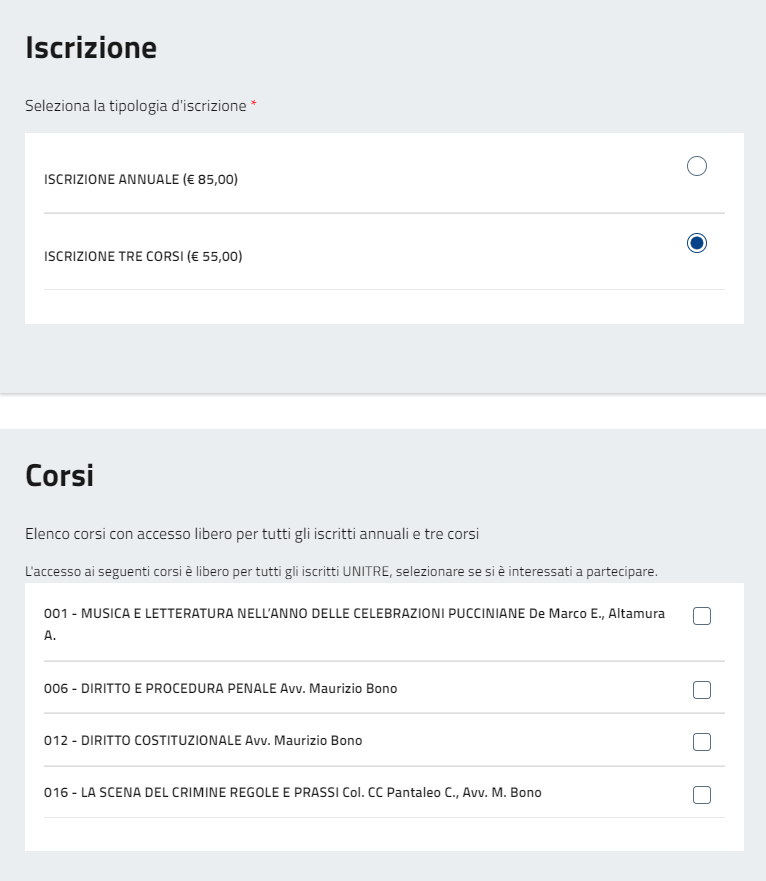 Iscrizione
Seleziona la tipologia d'iscrizione *
ISCRIZIONE ANNUALE (€ 85,00)
ISCRIZIONE TRE CORSI (€ 55,00)
Corsi
Elenco corsi con accesso libero per tutti gli iscritti annuali e tre corsi
L'accesso ai seguenti corsi è libero per tutti gli iscritti UNITRE, selezionare se si è interessati a partecipare.
001 - MUSICA E LETTERATURA NELL’ANNO DELLE CELEBRAZIONI PUCCINIANE De Marco E., Altamura
A.
006 - DIRITTO E PROCEDURA PENALE Avv. Maurizio Bono
012 - DIRITTO COSTITUZIONALE Avv. Maurizio Bono
016 - LA SCENA DEL CRIMINE REGOLE E PRASSI Col. CC Pantaleo C., Avv. M. Bono